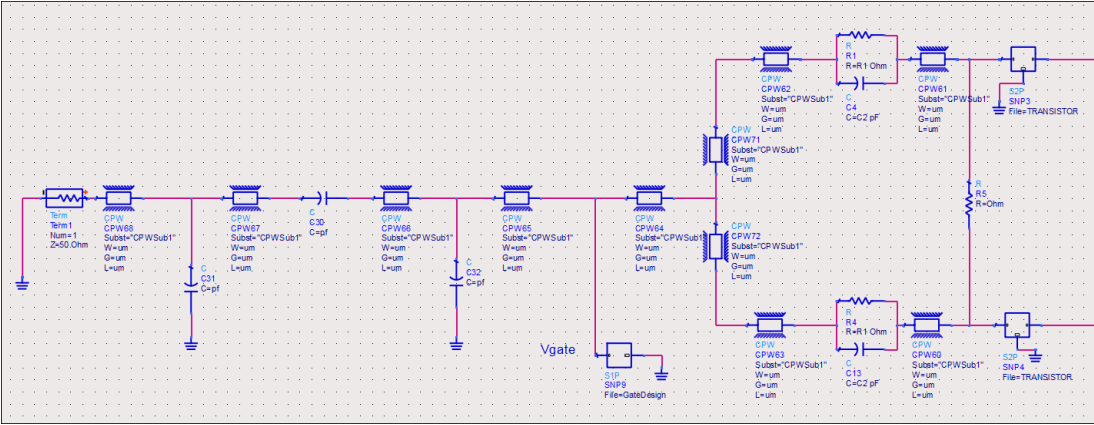 R
R1
R=R1 Ohm
C
C4
C=C2 pF
CPW
CPW62
Subst="CPWSub1"
W=um
G=um
L=um
CPW
CPW61
Subst="CPWSub1"
W=um
G=um
L=um
S2P
SNP3
File=TRANSISTOR
CPW
CPW71
Subst="CPWSub1"
W=um
G=um
L=um
R
R5
R=Ohm
Term
Term1
Num=1
Z=50 Ohm
CPW
CPW68
Subst="CPWSub1"
W=um
G=um
L=um
CPW
CPW67
Subst="CPWSub1"
W=um
G=um
L=um
C
C30
C=pf
CPW
CPW66
Subst="CPWSub1"
W=um
G=um
L=um
CPW
CPW65
Subst="CPWSub1"
W=um
G=um
L=um
CPW
CPW64
Subst="CPWSub1"
W=um
G=um
L=um
CPW
CPW72
Subst="CPWSub1"
W=um
G=um
L=um
C
C31
C=pf
C
C32
C=pf
Vgate
S1P
SNP9
File=GateDesign
CPW
CPW63
Subst="CPWSub1"
W=um
G=um
L=um
R
R4
R=R1 Ohm
C
C13
C=C2 pF
CPW
CPW60
Subst="CPWSub1"
W=um
G=um
L=um
S2P
SNP4
File=TRANSISTOR